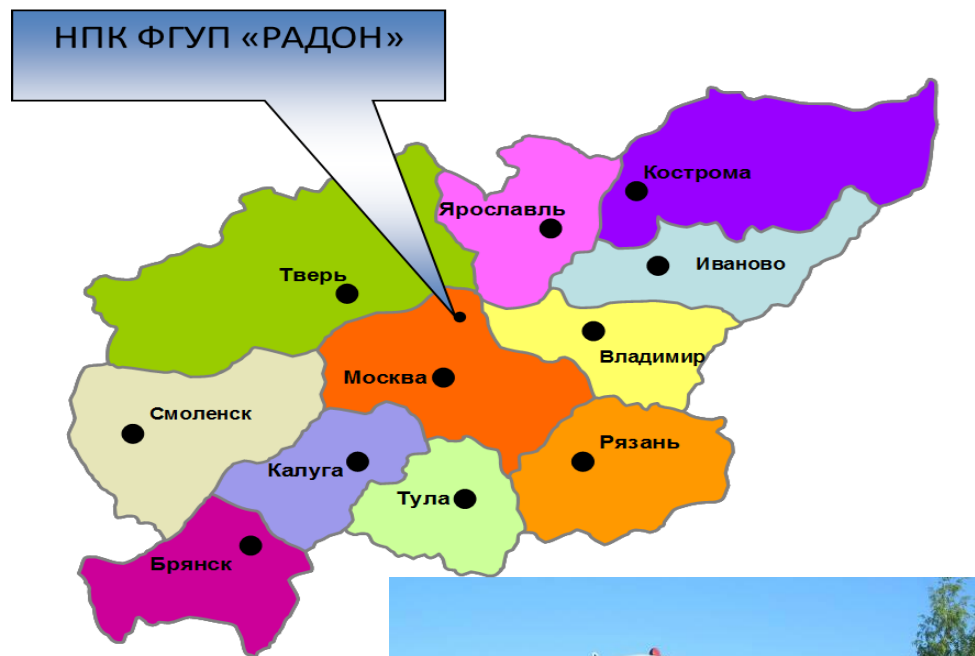 НПК ФГУП «РАДОН»
Кострома
Ярославль
Иваново
Тверь
Владимир
Москва
Смоленск
Рязань
Калуга
Тула
Брянск